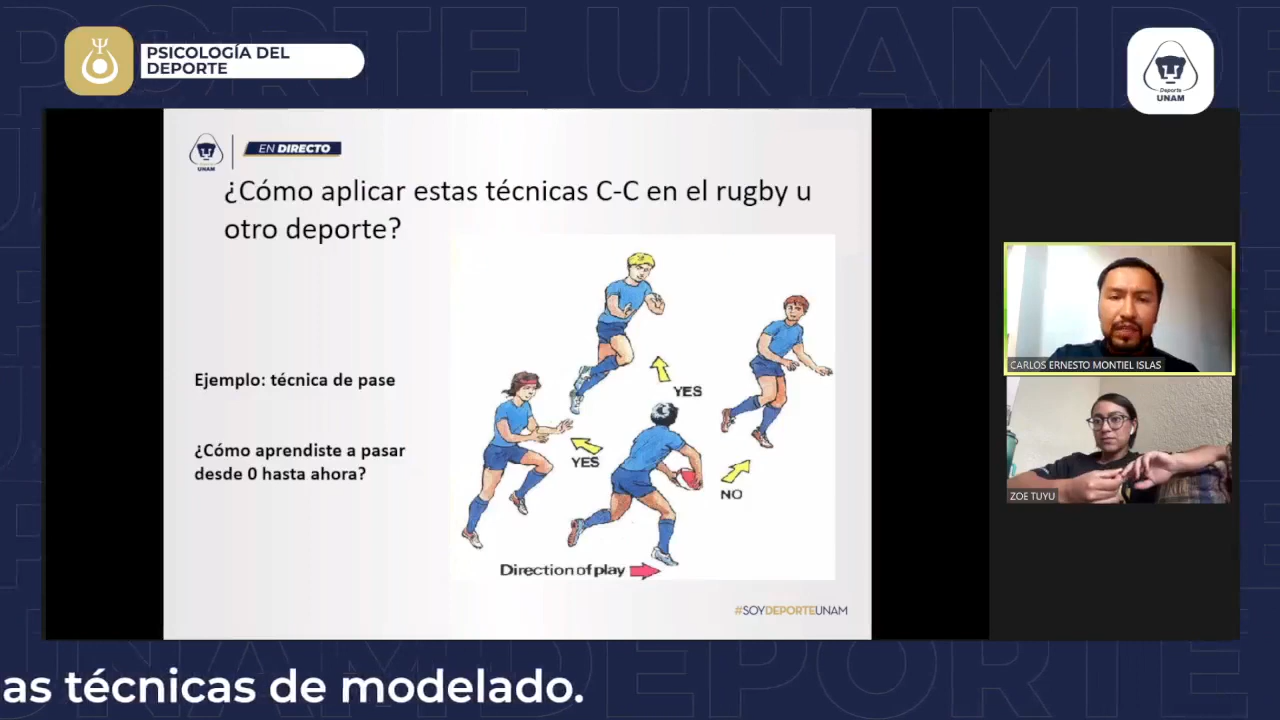 PSICOLOGÍA DEL
DEPORTE
Deporte
UNAM
UNAM
EN DIRECTO
¿Cómo aplicar estas técnicas C-C en el rugby u
otro deporte?
Ejemplo: técnica de pase
¿Cómo aprendiste a pasar
desde 0 hasta ahora?
YES
YES
NO
Direction of play
#SOYDEPORTEUNAM
CARLOS ERNESTO MONTIEL ISLAS
ZOE TUYU
as técnicas de modelado.